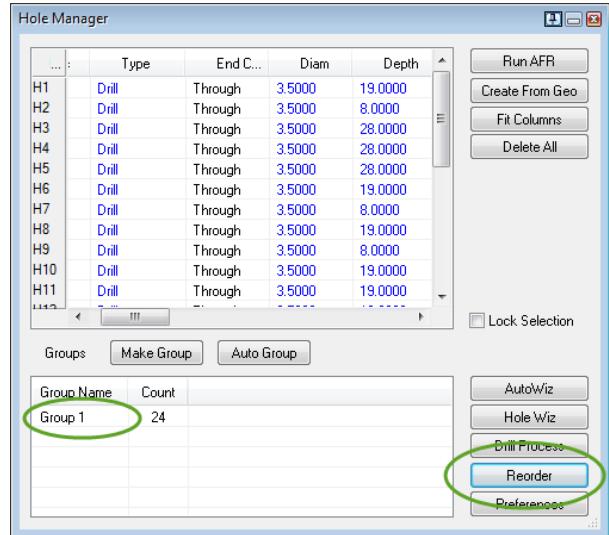 Hole Manager
... : Type End C... Diam Depth
H1 Drill Through 3.5000 19.0000
H2 Drill Through 3.5000 8.0000
H3 Drill Through 3.5000 28.0000
H4 Drill Through 3.5000 28.0000
H5 Drill Through 3.5000 28.0000
H6 Drill Through 3.5000 19.0000
H7 Drill Through 3.5000 8.0000
H8 Drill Through 3.5000 19.0000
H9 Drill Through 3.5000 8.0000
H10 Drill Through 3.5000 19.0000
H11 Drill Through 3.5000 19.0000
Run AFR
Create From Geo
Fit Columns
Delete All
Lock Selection
Groups Make Group Auto Group
Group Name Count
Group 1 24
AutoWiz
Hole Wiz
Drill Process
Reorder
Preferences